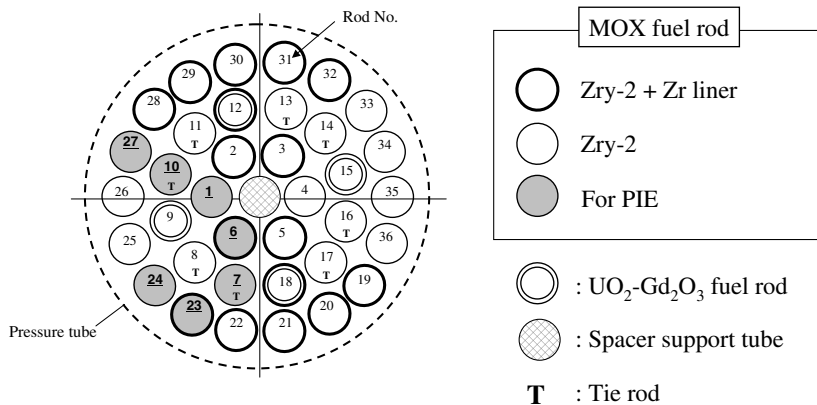 Rod No.
30
31
29
32
28
12
13
T
33
11
T
14
T
27
2
3
34
10
T
15
26
1
4
35
9
16
T
25
6
5
36
8
T
17
T
24
7
T
18
19
23
22
21
20
Pressure tube
MOX fuel rod
Zry-2 + Zr liner
Zry-2
For PIE
: UO₂-Gd₂O₃ fuel rod
: Spacer support tube
T : Tie rod